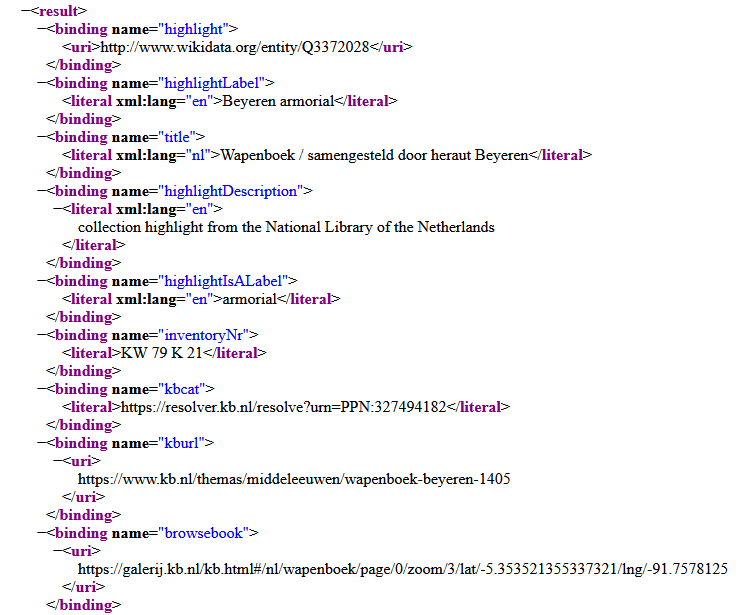 −<result>
−<binding name="highlight">
<uri>http://www.wikidata.org/entity/Q3372028</uri>
</binding>
−<binding name="highlightLabel">
<literal xml:lang="en">Beyeren armorial</literal>
</binding>
−<binding name="title">
<literal xml:lang="nl">Wapenboek / samengesteld door heraut Beyeren</literal>
</binding>
−<binding name="highlightDescription">
−<literal xml:lang="en">
collection highlight from the National Library of the Netherlands
</literal>
</binding>
−<binding name="highlightIsALabel">
<literal xml:lang="en">armorial</literal>
</binding>
−<binding name="inventoryNr">
<literal>KW 79 K 21</literal>
</binding>
−<binding name="kbcat">
<literal>https://resolver.kb.nl/resolve?urn=PPN:327494182</literal>
</binding>
−<binding name="kburl">
−<uri>
https://www.kb.nl/themas/middeleeuwen/wapenboek-beyeren-1405
</uri>
</binding>
−<binding name="browsebook">
−<uri>
https://galerij.kb.nl/kb.html#/nl/wapenboek/page/0/zoom/3/lat/-5.353521355337321/lng/-91.7578125
</uri>
</binding>